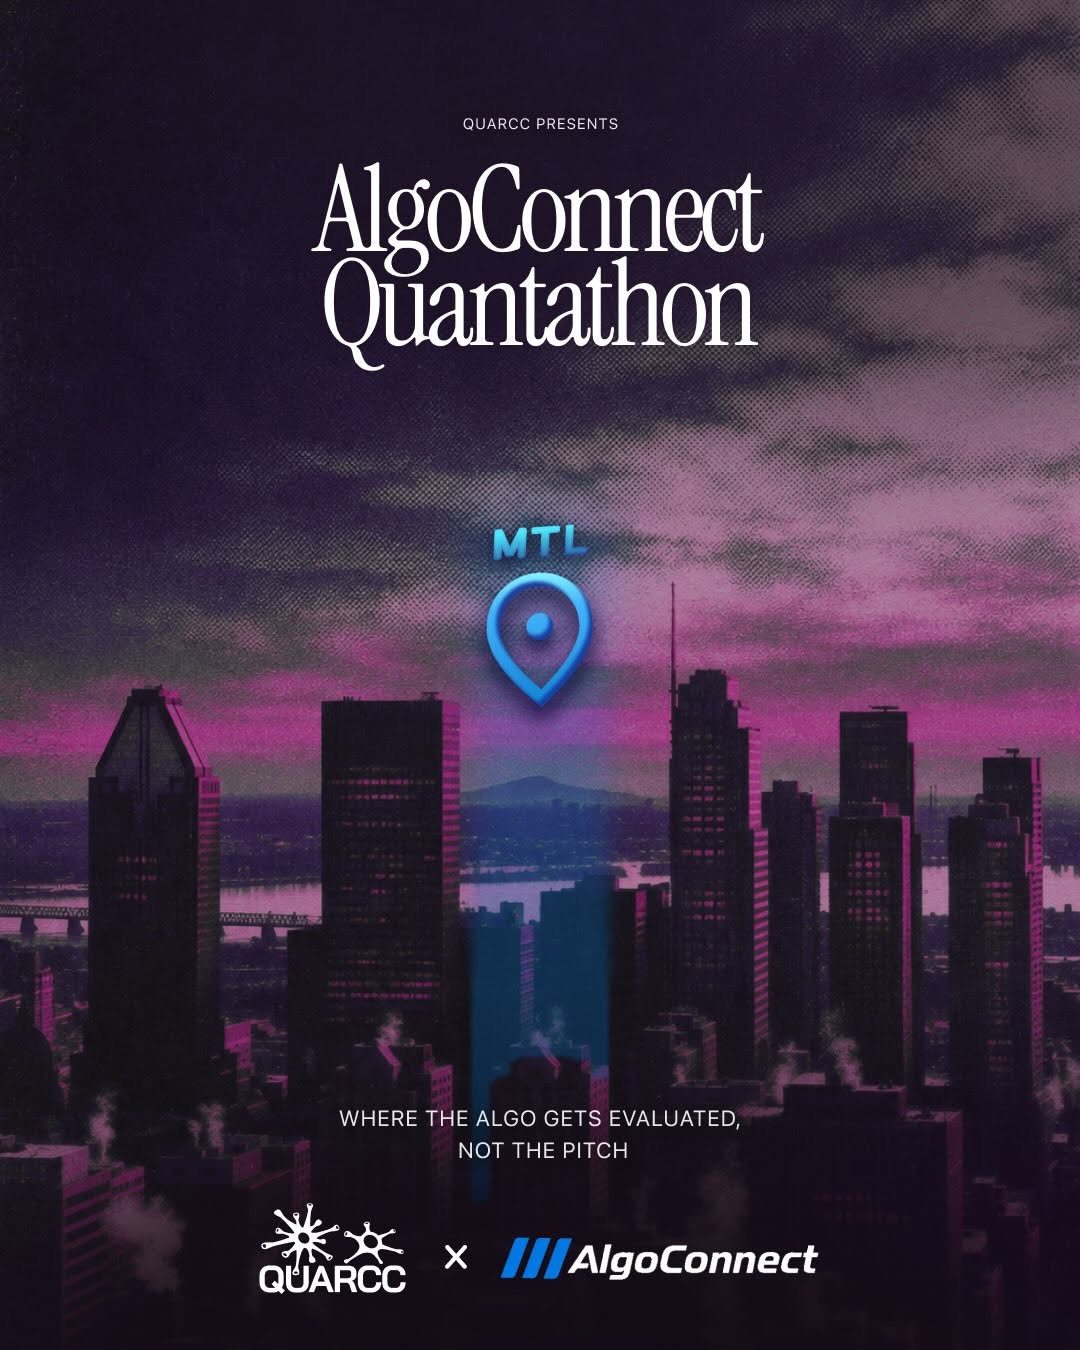 QUARCC PRESENTS
AlgoConnect
Quantathon
MTL
WHERE THE ALGO GETS EVALUATED,
NOT THE PITCH
QUARCC X AlgoConnect